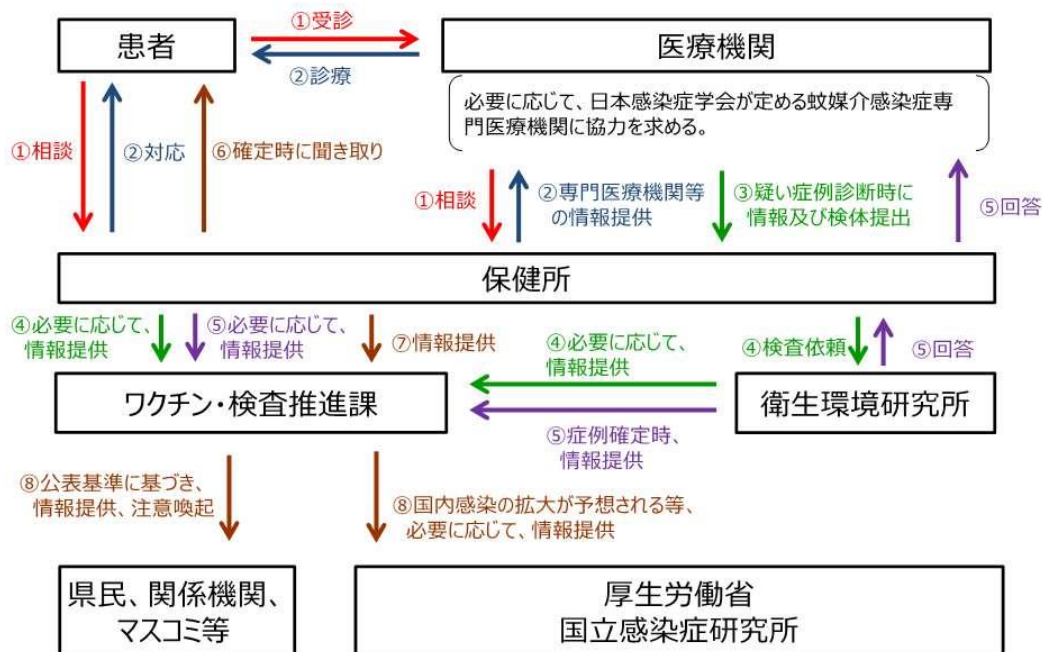 ①受診
患者
医療機関
②診療
必要に応じて、日本感染症学会が定める蚊媒介感染症専
門医療機関に協力を求める。
①相談
②対応
⑥確定時に聞き取り
①相談
②専門医療機関等
の情報提供
③疑い症例診断時に
情報及び検体提出
⑤回答
保健所
④必要に応じて、
情報提供
⑤必要に応じて、
情報提供
⑦情報提供
④必要に応じて、
情報提供
④検査依頼
⑤回答
ワクチン・検査推進課
衛生環境研究所
⑤症例確定時、
情報提供
⑧公表基準に基づき、
情報提供、注意喚起
⑧国内感染の拡大が予想される等、
必要に応じて、情報提供
県民、関係機関、
マスコミ等
厚生労働省
国立感染症研究所